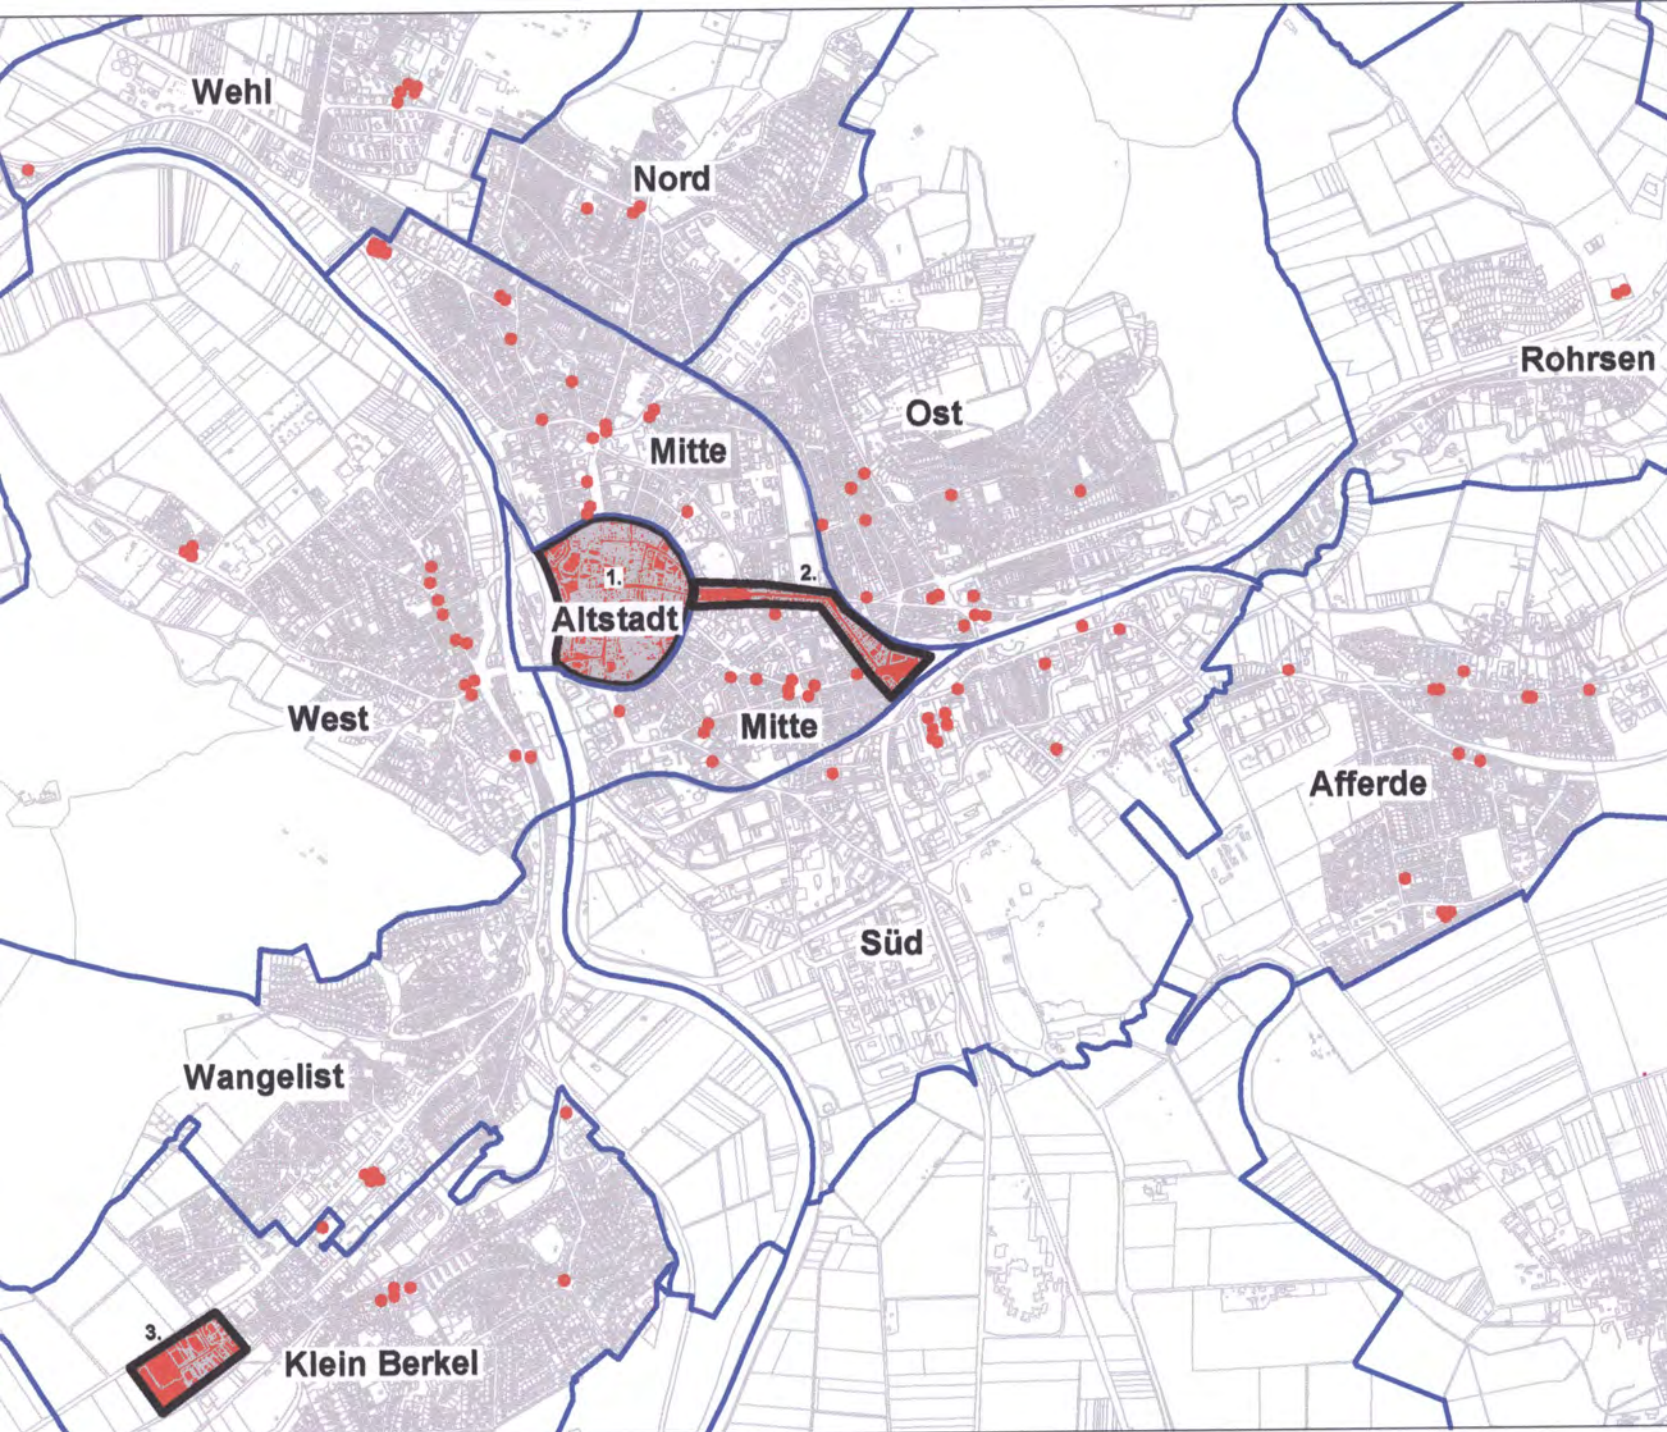 Wehl
Nord
Rohrsen
Ost
Mitte
1.
2.
Altstadt
West
Mitte
Afferde
Süd
Wangelist
3.
Klein Berkel